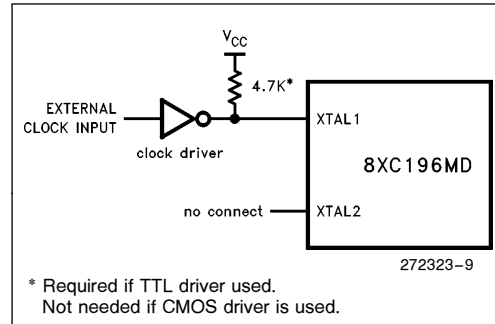 VCC
4.7K*
EXTERNAL
CLOCK INPUT
clock driver
XTAL1
8XC196MD
no connect
XTAL2
272323-9
* Required if TTL driver used.
Not needed if CMOS driver is used.